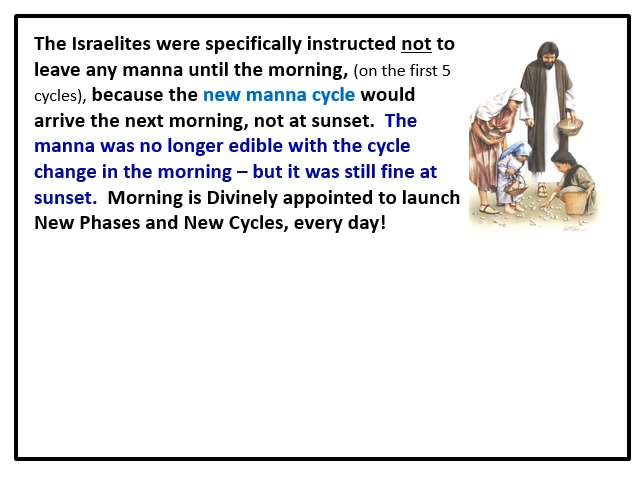 The Israelites were specifically instructed not to
leave any manna until the morning, (on the first 5
cycles), because the new manna cycle would
arrive the next morning, not at sunset.  The
manna was no longer edible with the cycle
change in the morning – but it was still fine at
sunset.  Morning is Divinely appointed to launch
New Phases and New Cycles, every day!